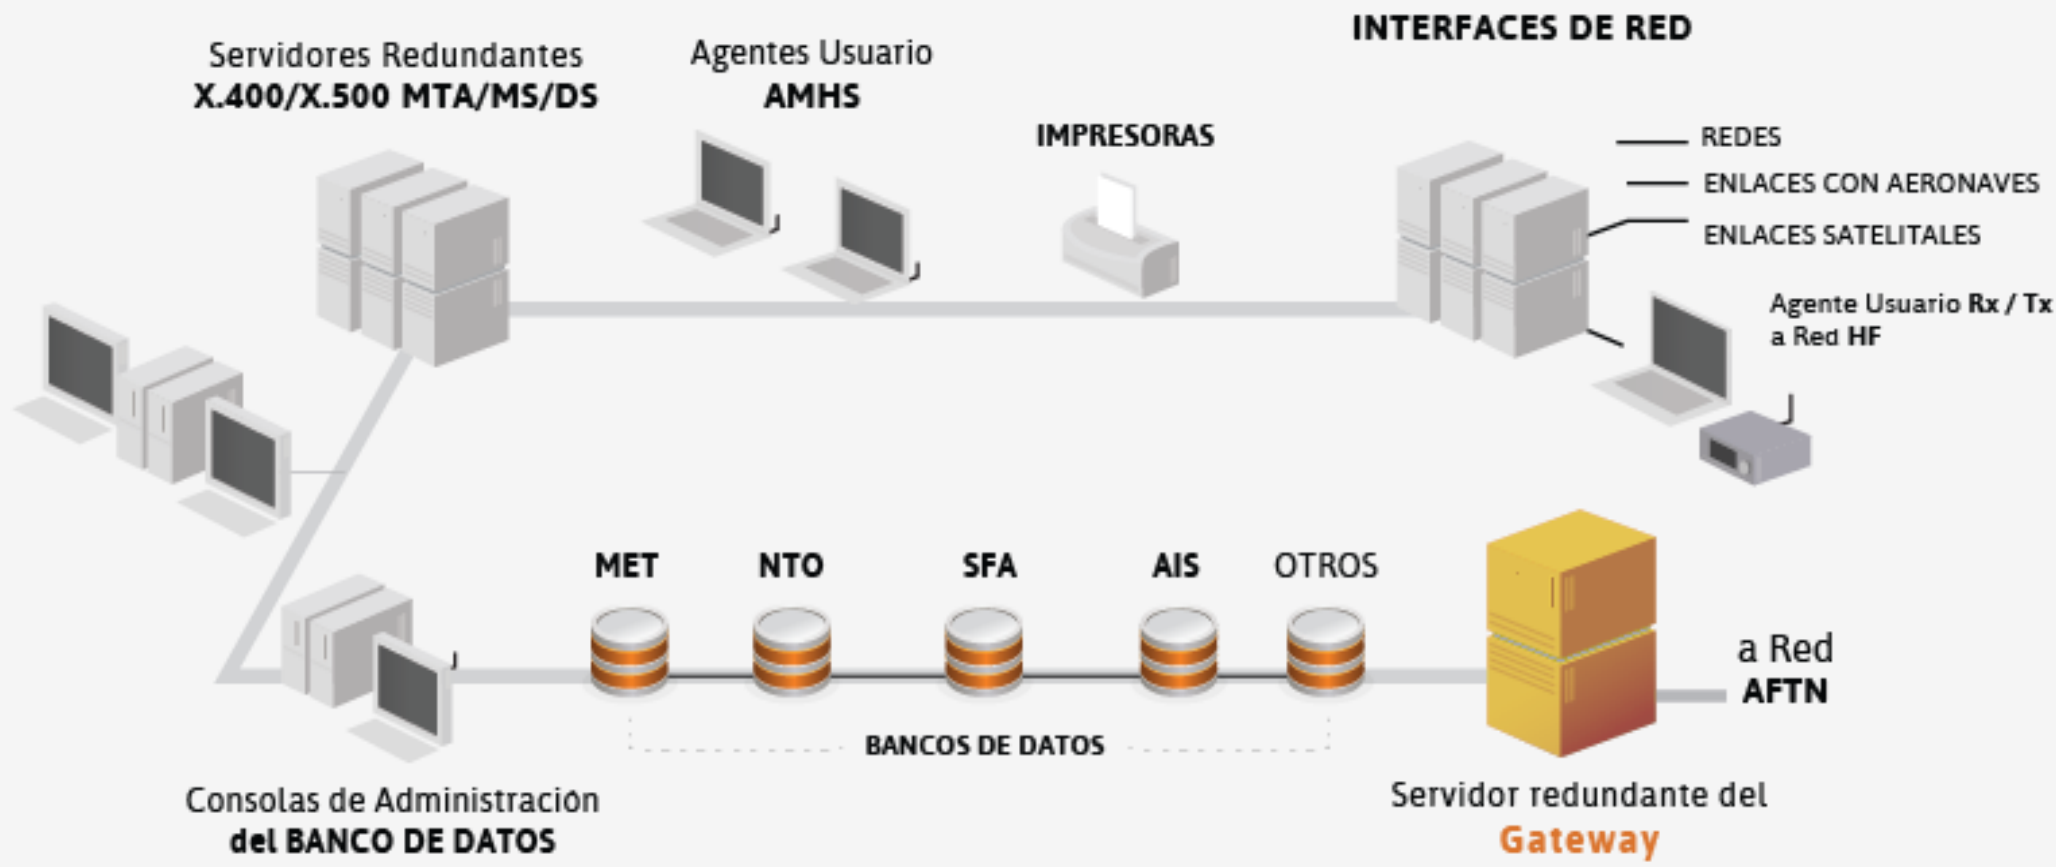 INTERFACES DE RED
Servidores Redundantes
X.400/X.500 MTA/MS/DS
Agentes Usuario
AMHS
IMPRESORAS
REDES
ENLACES CON AERONAVES
ENLACES SATELITALES
Agente Usuario Rx / Tx
a Red HF
MET
NTO
SFA
AIS
OTROS
a Red
AFTN
BANCOS DE DATOS
Consolas de Administración
del BANCO DE DATOS
Servidor redundante del
Gateway